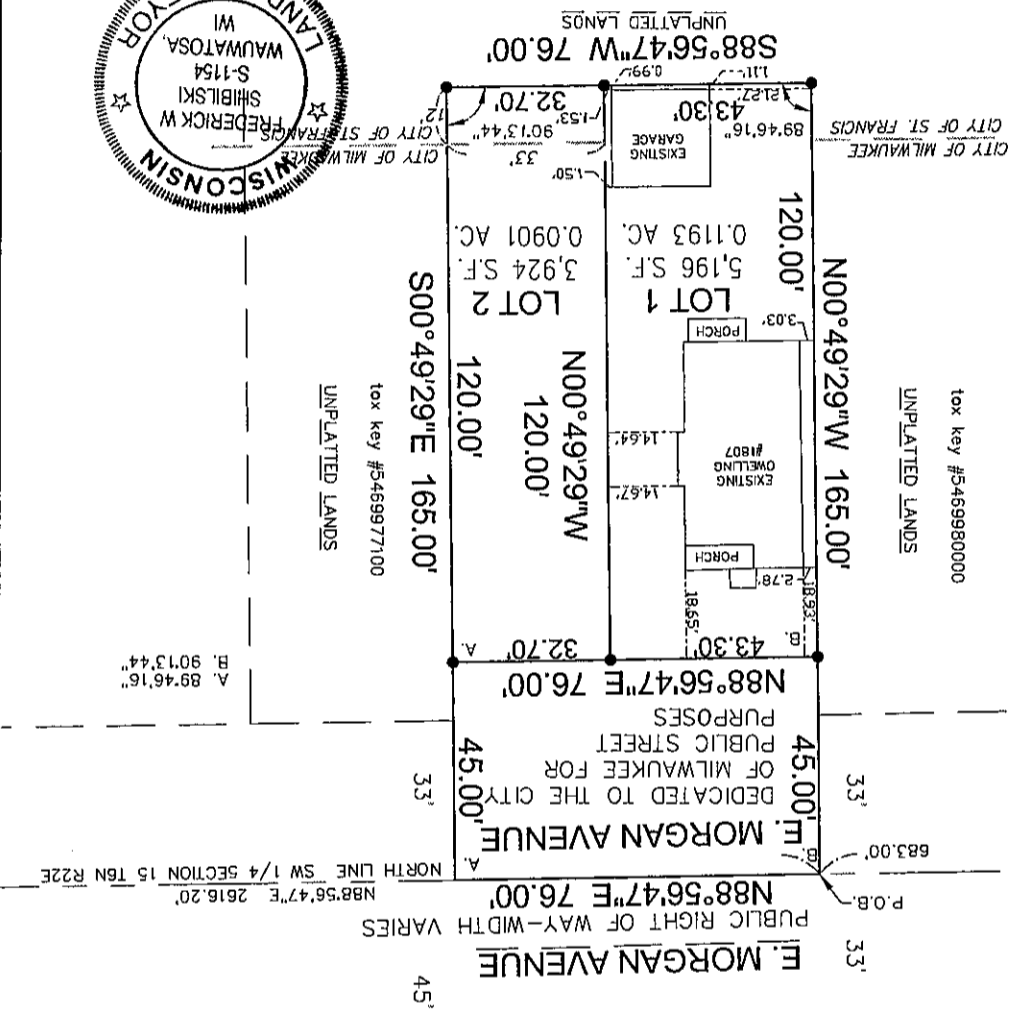 45'
E. MORGAN AVENUE
33'
PUBLIC RIGHT OF WAY-WIDTH VARIES
N88°56'47"E 76.00'
P.O.B.
N88°56'47"E 2616.20'
NORTH LINE SW 1/4 SECTION 15 T6N R22E
683.00'
A.
B.
E. MORGAN AVENUE
DEDICATED TO THE CITY
OF MILWAUKEE FOR
PUBLIC STREET
PURPOSES
33'
45.00'
45.00'
33'
N88°56'47"E 76.00'
A. 89°46'16"
B. 90°13'44"
A.
32.70'
43.30'
B.
18.65'
18.93'
2.78'
PORCH
tax key #5469977100
UNPLATTED LANDS
S00°49'29"E 165.00'
120.00'
N00°49'29"W
120.00'
14.67'
14.64'
EXISTING
DWELLING
#1807
N00°49'29"W 165.00'
tax key #5469980000
UNPLATTED LANDS
PORCH
3.03'
LOT 2
3,924 S.F.
0.0901 AC.
LOT 1
5,196 S.F.
0.1193 AC.
120.00'
1.50'
EXISTING
GARAGE
33'
CITY OF MILWAUKEE
CITY OF ST. FRANCIS
CITY OF MILWAUKEE
CITY OF ST. FRANCIS
12'
90°13'44"
1.53'
89°46'16"
32.70'
43.30'
21.27'
0.99'
1.11'
S88°56'47"W 76.00'
UNPLATTED LANDS
WISCONSIN
FREDERICK W
SHIBILSKI
S-1154
WAUWATOSA,
WI
LAND
YOR